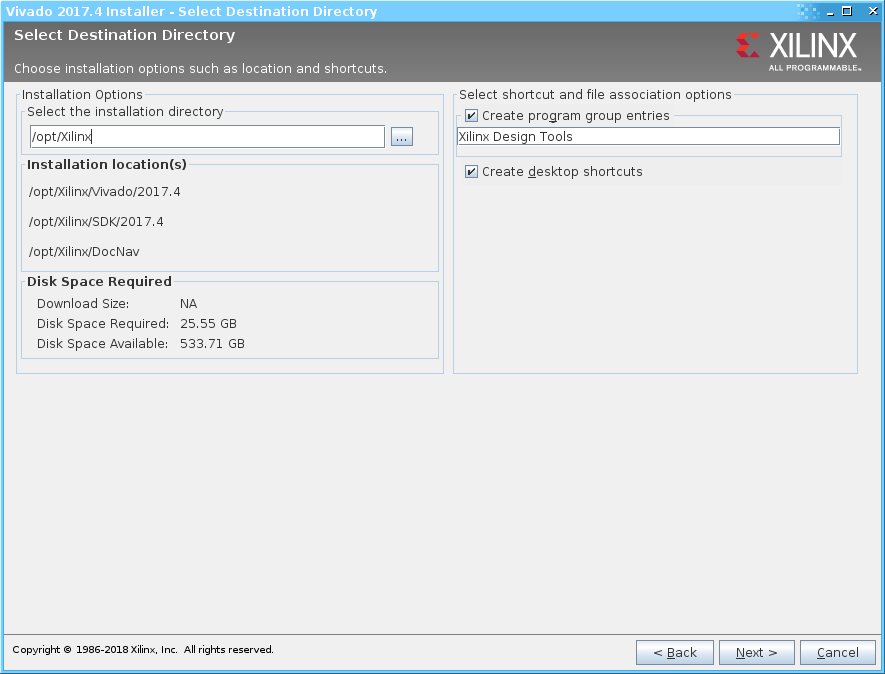 Vivado 2017.4 Installer - Select Destination Directory
Select Destination Directory
Choose installation options such as location and shortcuts.
XILINX
ALL PROGRAMMABLE™
Installation Options
Select the installation directory
/opt/Xilinx
...
Installation location(s)
/opt/Xilinx/Vivado/2017.4
/opt/Xilinx/SDK/2017.4
/opt/Xilinx/DocNav
Disk Space Required
Download Size: NA
Disk Space Required: 25.55 GB
Disk Space Available: 533.71 GB
Select shortcut and file association options
Create program group entries
Xilinx Design Tools
Create desktop shortcuts
Copyright © 1986-2018 Xilinx, Inc. All rights reserved.
< Back
Next >
Cancel